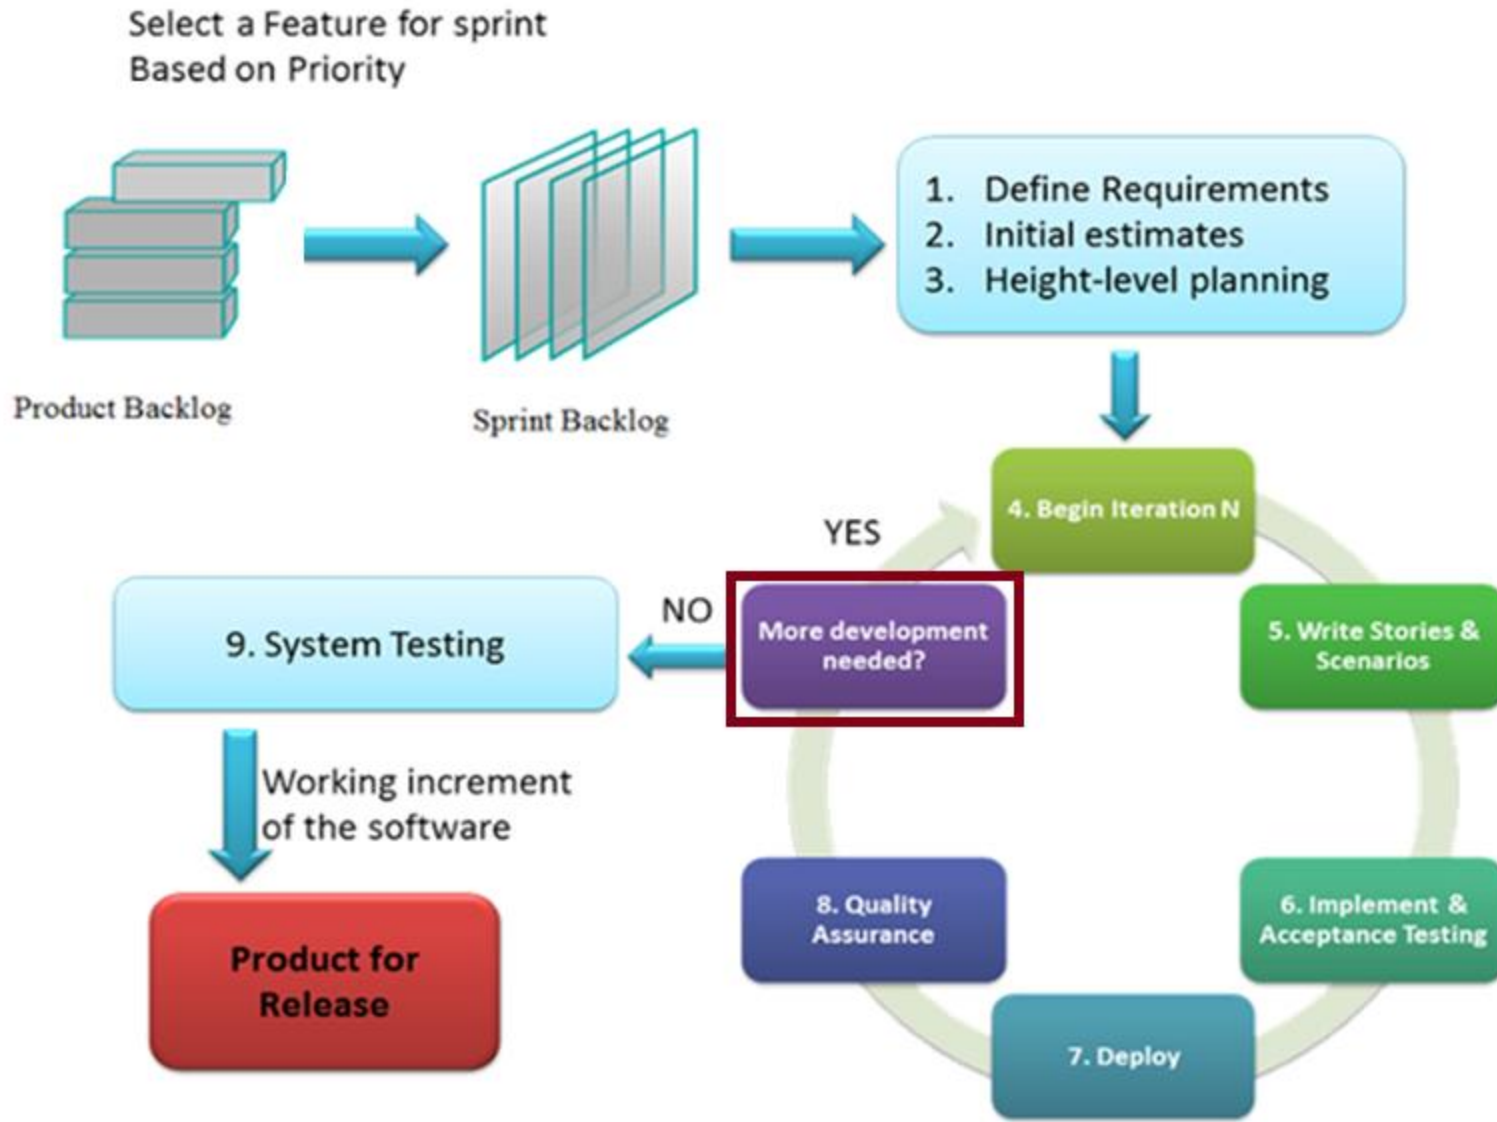 Select a Feature for sprint
Based on Priority
Product Backlog
Sprint Backlog
1. Define Requirements
2. Initial estimates
3. Height-level planning
4. Begin Iteration N
5. Write Stories &
Scenarios
6. Implement &
Acceptance Testing
7. Deploy
8. Quality
Assurance
More development
needed?
YES
NO
9. System Testing
Working increment
of the software
Product for
Release